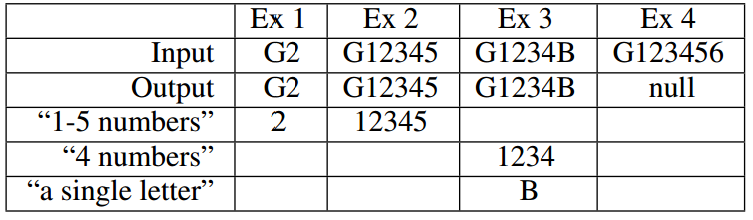 Ex 1 Ex 2 Ex 3 Ex 4
Input G2 G12345 G1234B G123456
Output G2 G12345 G1234B null
“1-5 numbers” 2 12345
“4 numbers” 1234
“a single letter” B